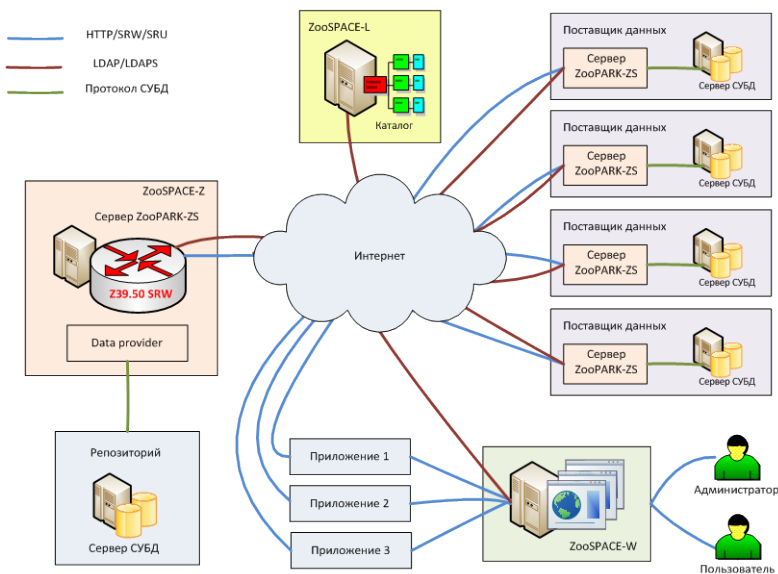 HTTP/SRW/SRU
LDAP/LDAPS
Протокол СУБД
ZooSPACE-L
Каталог
Поставщик данных
Сервер
ZooPARK-ZS
Сервер СУБД
Поставщик данных
Сервер
ZooPARK-ZS
Сервер СУБД
Поставщик данных
Сервер
ZooPARK-ZS
Сервер СУБД
Поставщик данных
Сервер
ZooPARK-ZS
Сервер СУБД
ZooSPACE-Z
Сервер ZooPARK-ZS
Z39.50 SRW
Data provider
Интернет
Репозиторий
Сервер СУБД
Приложение 1
Приложение 2
Приложение 3
ZooSPACE-W
Администратор
Пользователь